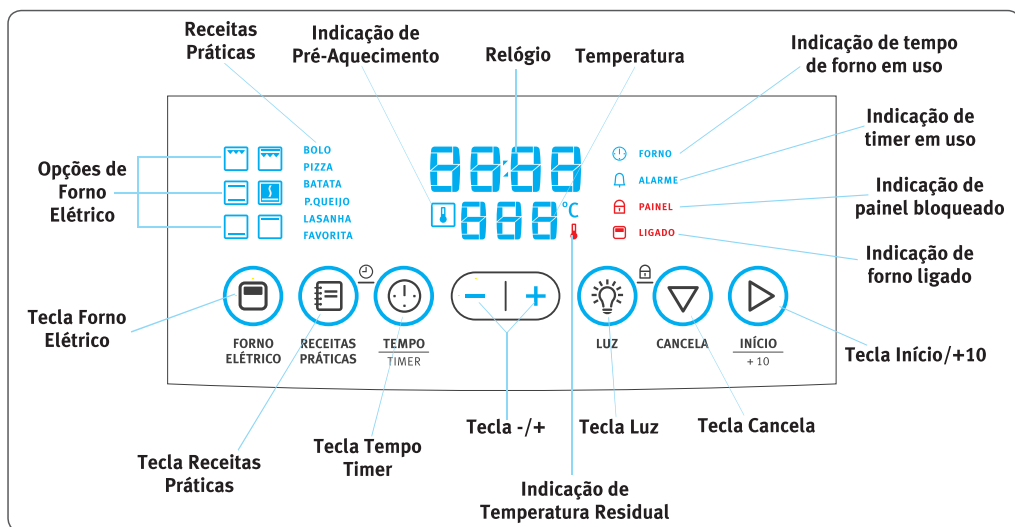 Receitas
Práticas
Indicação de
Pré-Aquecimento
Relógio
Temperatura
Indicação de tempo
de forno em uso
Indicação de
timer em uso
Indicação de
painel bloqueado
Indicação de
forno ligado
Opções de
Forno
Elétrico
BOLO
PIZZA
BATATA
P.QUEIJO
LASANHA
FAVORITA
88:88
888 °C
FORNO
ALARME
PAINEL
LIGADO
FORNO
ELÉTRICO
RECEITAS
PRÁTICAS
TEMPO
TIMER
− | +
LUZ
CANCELA
INÍCIO
+ 10
Tecla Forno
Elétrico
Tecla Receitas
Práticas
Tecla Tempo
Timer
Tecla -/+
Indicação de
Temperatura Residual
Tecla Luz
Tecla Cancela
Tecla Início/+10